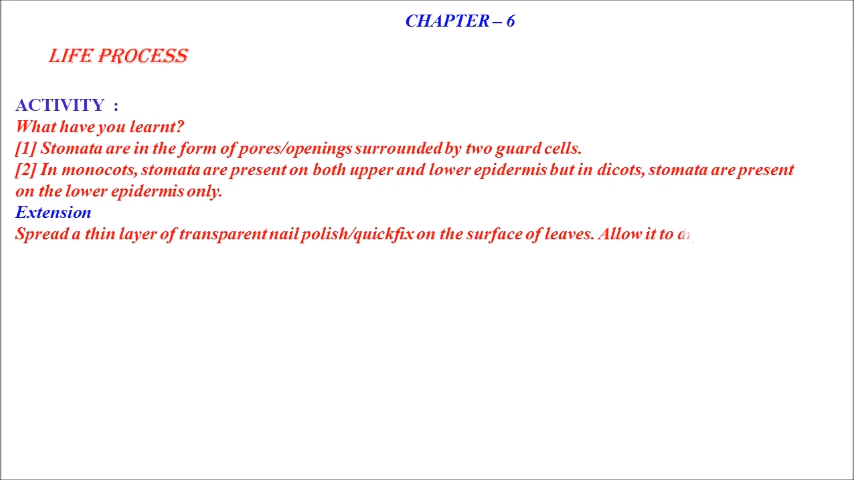 CHAPTER – 6
LIFE PROCESS
ACTIVITY :
What have you learnt?
[1] Stomata are in the form of pores/openings surrounded by two guard cells.
[2] In monocots, stomata are present on both upper and lower epidermis but in dicots, stomata are present
on the lower epidermis only.
Extension
Spread a thin layer of transparent nail polish/quickfix on the surface of leaves. Allow it to